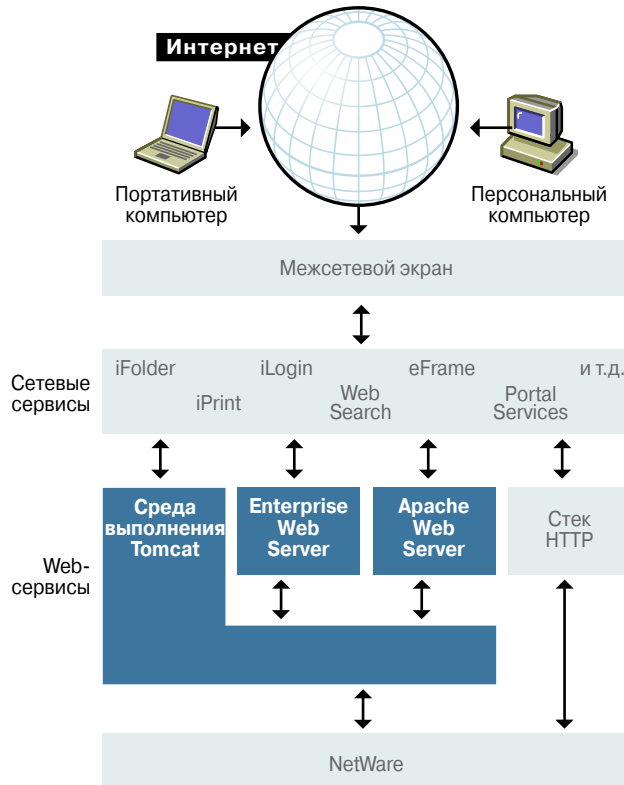 Интернет
Портативный
компьютер
Персональный
компьютер
Межсетевой экран
Сетевые
сервисы
iFolder
iLogin
eFrame
и т.д.
iPrint
Web
Search
Portal
Services
Web-
сервисы
Среда
выполнения
Tomcat
Enterprise
Web
Server
Apache
Web
Server
Стек
HTTP
NetWare